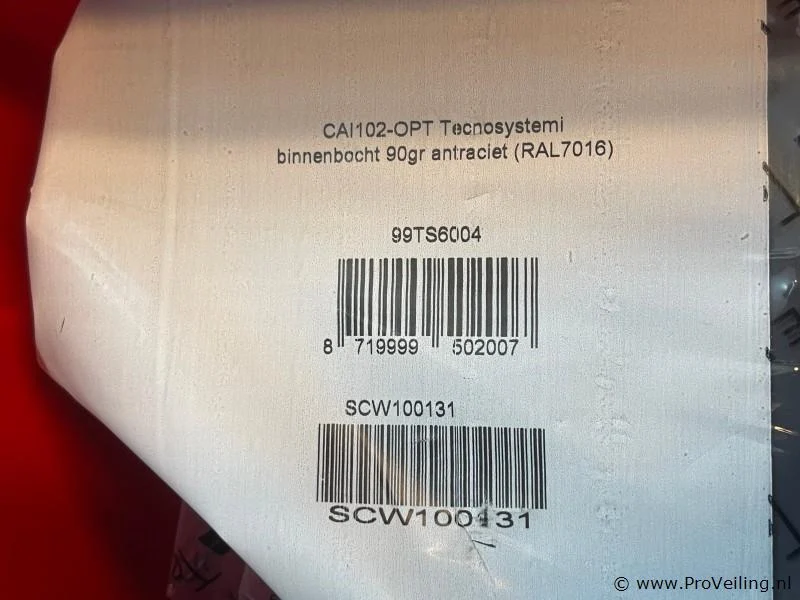 CAI102-OPT Tecnosystemi
binnenbocht 90gr antraciet (RAL7016)
99TS6004
8 719999 502007
SCW100131
SCW100131
© www.ProVeiling.nl